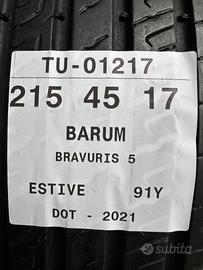 TU-01217
215 45 17
BARUM
BRAVURIS 5
ESTIVE 91Y
DOT - 2021
subito